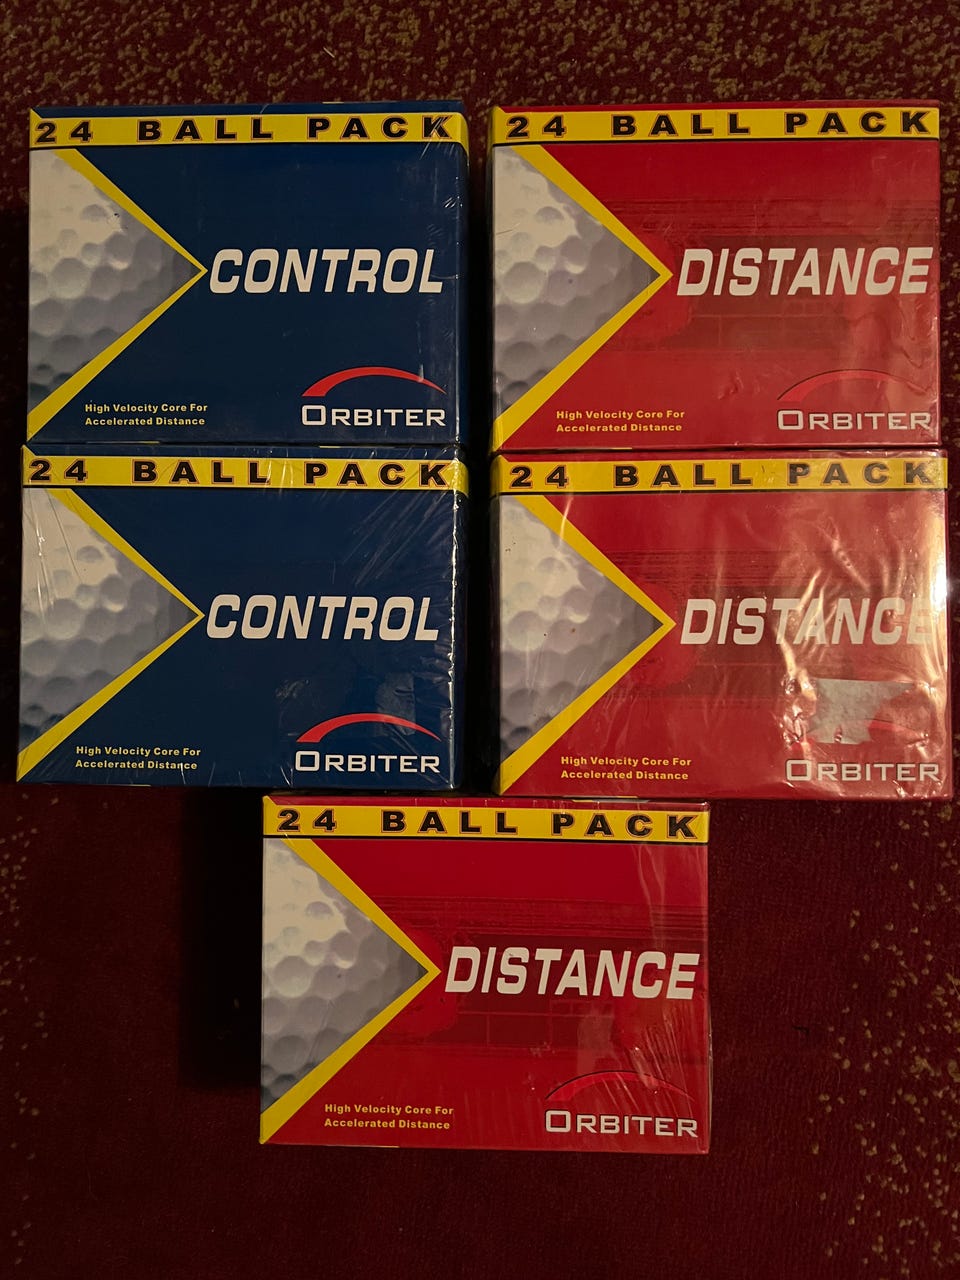 24 BALL PACK
CONTROL
High Velocity Core For
Accelerated Distance
ORBITER
24 BALL PACK
DISTANCE
High Velocity Core For
Accelerated Distance
ORBITER
24 BALL PACK
CONTROL
High Velocity Core For
Accelerated Distance
ORBITER
24 BALL PACK
DISTANCE
High Velocity Core For
Accelerated Distance
ORBITER
24 BALL PACK
DISTANCE
High Velocity Core For
Accelerated Distance
ORBITER